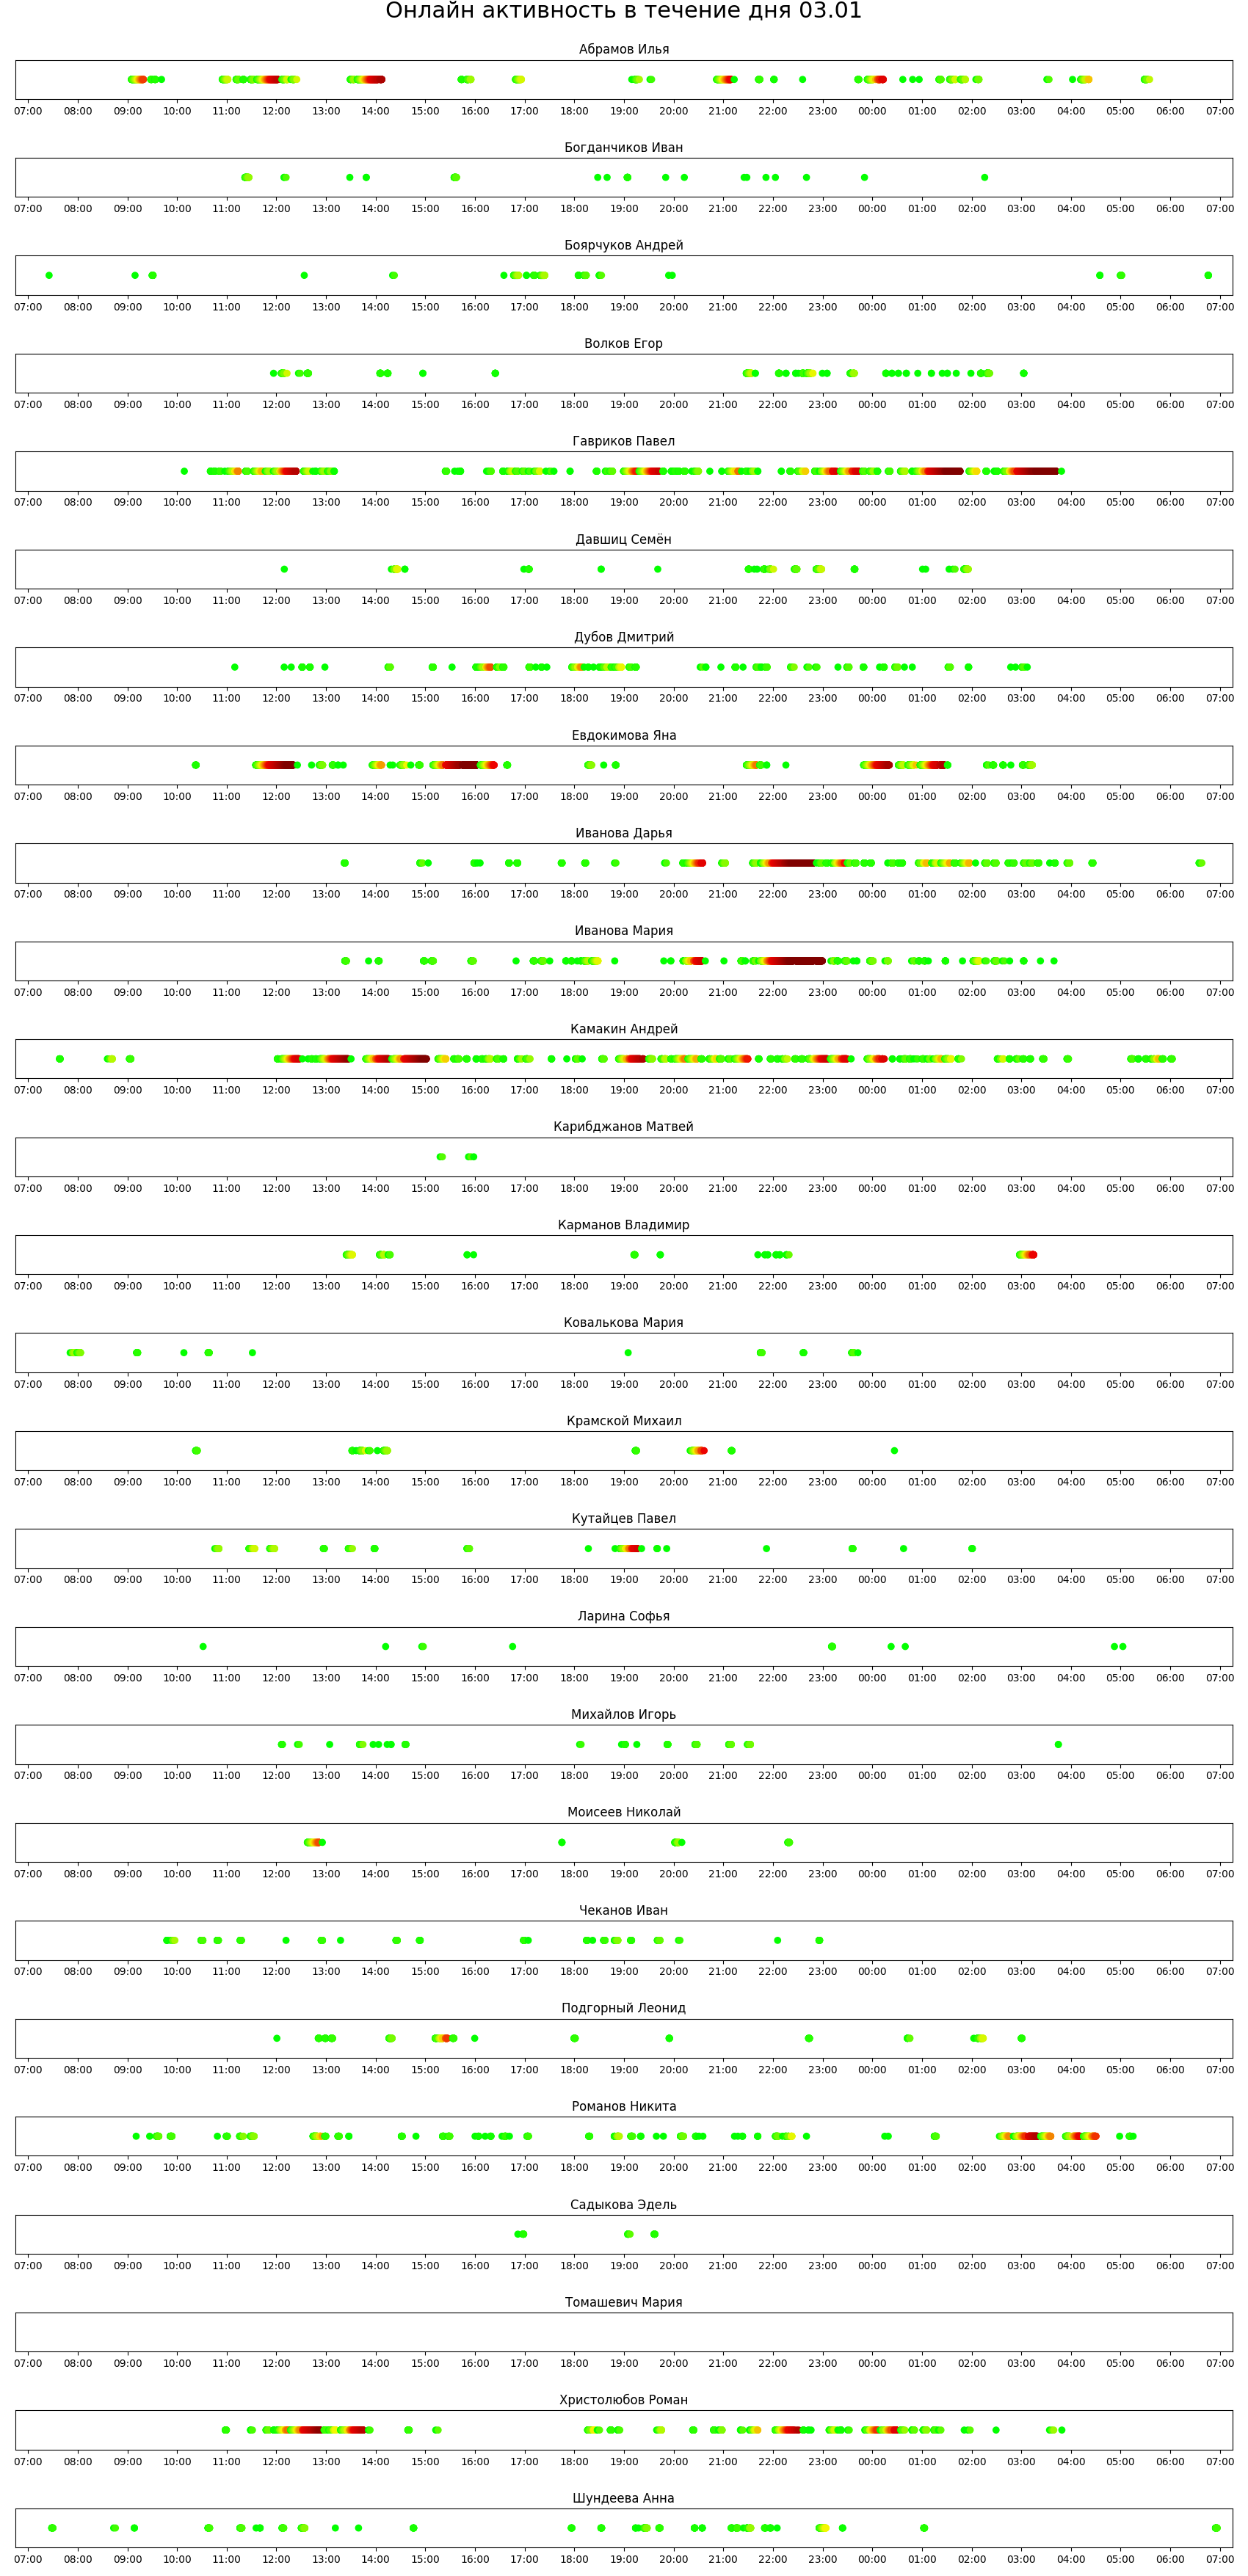 Онлайн активность в течение дня 03.01
Абрамов Илья
07:00 08:00 09:00 10:00 11:00 12:00 13:00 14:00 15:00 16:00 17:00 18:00 19:00 20:00 21:00 22:00 23:00 00:00 01:00 02:00 03:00 04:00 05:00 06:00 07:00
Богданчиков Иван
07:00 08:00 09:00 10:00 11:00 12:00 13:00 14:00 15:00 16:00 17:00 18:00 19:00 20:00 21:00 22:00 23:00 00:00 01:00 02:00 03:00 04:00 05:00 06:00 07:00
Боярчуков Андрей
07:00 08:00 09:00 10:00 11:00 12:00 13:00 14:00 15:00 16:00 17:00 18:00 19:00 20:00 21:00 22:00 23:00 00:00 01:00 02:00 03:00 04:00 05:00 06:00 07:00
Волков Егор
07:00 08:00 09:00 10:00 11:00 12:00 13:00 14:00 15:00 16:00 17:00 18:00 19:00 20:00 21:00 22:00 23:00 00:00 01:00 02:00 03:00 04:00 05:00 06:00 07:00
Гавриков Павел
07:00 08:00 09:00 10:00 11:00 12:00 13:00 14:00 15:00 16:00 17:00 18:00 19:00 20:00 21:00 22:00 23:00 00:00 01:00 02:00 03:00 04:00 05:00 06:00 07:00
Давшиц Семён
07:00 08:00 09:00 10:00 11:00 12:00 13:00 14:00 15:00 16:00 17:00 18:00 19:00 20:00 21:00 22:00 23:00 00:00 01:00 02:00 03:00 04:00 05:00 06:00 07:00
Дубов Дмитрий
07:00 08:00 09:00 10:00 11:00 12:00 13:00 14:00 15:00 16:00 17:00 18:00 19:00 20:00 21:00 22:00 23:00 00:00 01:00 02:00 03:00 04:00 05:00 06:00 07:00
Евдокимова Яна
07:00 08:00 09:00 10:00 11:00 12:00 13:00 14:00 15:00 16:00 17:00 18:00 19:00 20:00 21:00 22:00 23:00 00:00 01:00 02:00 03:00 04:00 05:00 06:00 07:00
Иванова Дарья
07:00 08:00 09:00 10:00 11:00 12:00 13:00 14:00 15:00 16:00 17:00 18:00 19:00 20:00 21:00 22:00 23:00 00:00 01:00 02:00 03:00 04:00 05:00 06:00 07:00
Иванова Мария
07:00 08:00 09:00 10:00 11:00 12:00 13:00 14:00 15:00 16:00 17:00 18:00 19:00 20:00 21:00 22:00 23:00 00:00 01:00 02:00 03:00 04:00 05:00 06:00 07:00
Камакин Андрей
07:00 08:00 09:00 10:00 11:00 12:00 13:00 14:00 15:00 16:00 17:00 18:00 19:00 20:00 21:00 22:00 23:00 00:00 01:00 02:00 03:00 04:00 05:00 06:00 07:00
Карибджанов Матвей
07:00 08:00 09:00 10:00 11:00 12:00 13:00 14:00 15:00 16:00 17:00 18:00 19:00 20:00 21:00 22:00 23:00 00:00 01:00 02:00 03:00 04:00 05:00 06:00 07:00
Карманов Владимир
07:00 08:00 09:00 10:00 11:00 12:00 13:00 14:00 15:00 16:00 17:00 18:00 19:00 20:00 21:00 22:00 23:00 00:00 01:00 02:00 03:00 04:00 05:00 06:00 07:00
Ковалькова Мария
07:00 08:00 09:00 10:00 11:00 12:00 13:00 14:00 15:00 16:00 17:00 18:00 19:00 20:00 21:00 22:00 23:00 00:00 01:00 02:00 03:00 04:00 05:00 06:00 07:00
Крамской Михаил
07:00 08:00 09:00 10:00 11:00 12:00 13:00 14:00 15:00 16:00 17:00 18:00 19:00 20:00 21:00 22:00 23:00 00:00 01:00 02:00 03:00 04:00 05:00 06:00 07:00
Кутайцев Павел
07:00 08:00 09:00 10:00 11:00 12:00 13:00 14:00 15:00 16:00 17:00 18:00 19:00 20:00 21:00 22:00 23:00 00:00 01:00 02:00 03:00 04:00 05:00 06:00 07:00
Ларина Софья
07:00 08:00 09:00 10:00 11:00 12:00 13:00 14:00 15:00 16:00 17:00 18:00 19:00 20:00 21:00 22:00 23:00 00:00 01:00 02:00 03:00 04:00 05:00 06:00 07:00
Михайлов Игорь
07:00 08:00 09:00 10:00 11:00 12:00 13:00 14:00 15:00 16:00 17:00 18:00 19:00 20:00 21:00 22:00 23:00 00:00 01:00 02:00 03:00 04:00 05:00 06:00 07:00
Моисеев Николай
07:00 08:00 09:00 10:00 11:00 12:00 13:00 14:00 15:00 16:00 17:00 18:00 19:00 20:00 21:00 22:00 23:00 00:00 01:00 02:00 03:00 04:00 05:00 06:00 07:00
Чеканов Иван
07:00 08:00 09:00 10:00 11:00 12:00 13:00 14:00 15:00 16:00 17:00 18:00 19:00 20:00 21:00 22:00 23:00 00:00 01:00 02:00 03:00 04:00 05:00 06:00 07:00
Подгорный Леонид
07:00 08:00 09:00 10:00 11:00 12:00 13:00 14:00 15:00 16:00 17:00 18:00 19:00 20:00 21:00 22:00 23:00 00:00 01:00 02:00 03:00 04:00 05:00 06:00 07:00
Романов Никита
07:00 08:00 09:00 10:00 11:00 12:00 13:00 14:00 15:00 16:00 17:00 18:00 19:00 20:00 21:00 22:00 23:00 00:00 01:00 02:00 03:00 04:00 05:00 06:00 07:00
Садыкова Эдель
07:00 08:00 09:00 10:00 11:00 12:00 13:00 14:00 15:00 16:00 17:00 18:00 19:00 20:00 21:00 22:00 23:00 00:00 01:00 02:00 03:00 04:00 05:00 06:00 07:00
Томашевич Мария
07:00 08:00 09:00 10:00 11:00 12:00 13:00 14:00 15:00 16:00 17:00 18:00 19:00 20:00 21:00 22:00 23:00 00:00 01:00 02:00 03:00 04:00 05:00 06:00 07:00
Христолюбов Роман
07:00 08:00 09:00 10:00 11:00 12:00 13:00 14:00 15:00 16:00 17:00 18:00 19:00 20:00 21:00 22:00 23:00 00:00 01:00 02:00 03:00 04:00 05:00 06:00 07:00
Шундеева Анна
07:00 08:00 09:00 10:00 11:00 12:00 13:00 14:00 15:00 16:00 17:00 18:00 19:00 20:00 21:00 22:00 23:00 00:00 01:00 02:00 03:00 04:00 05:00 06:00 07:00